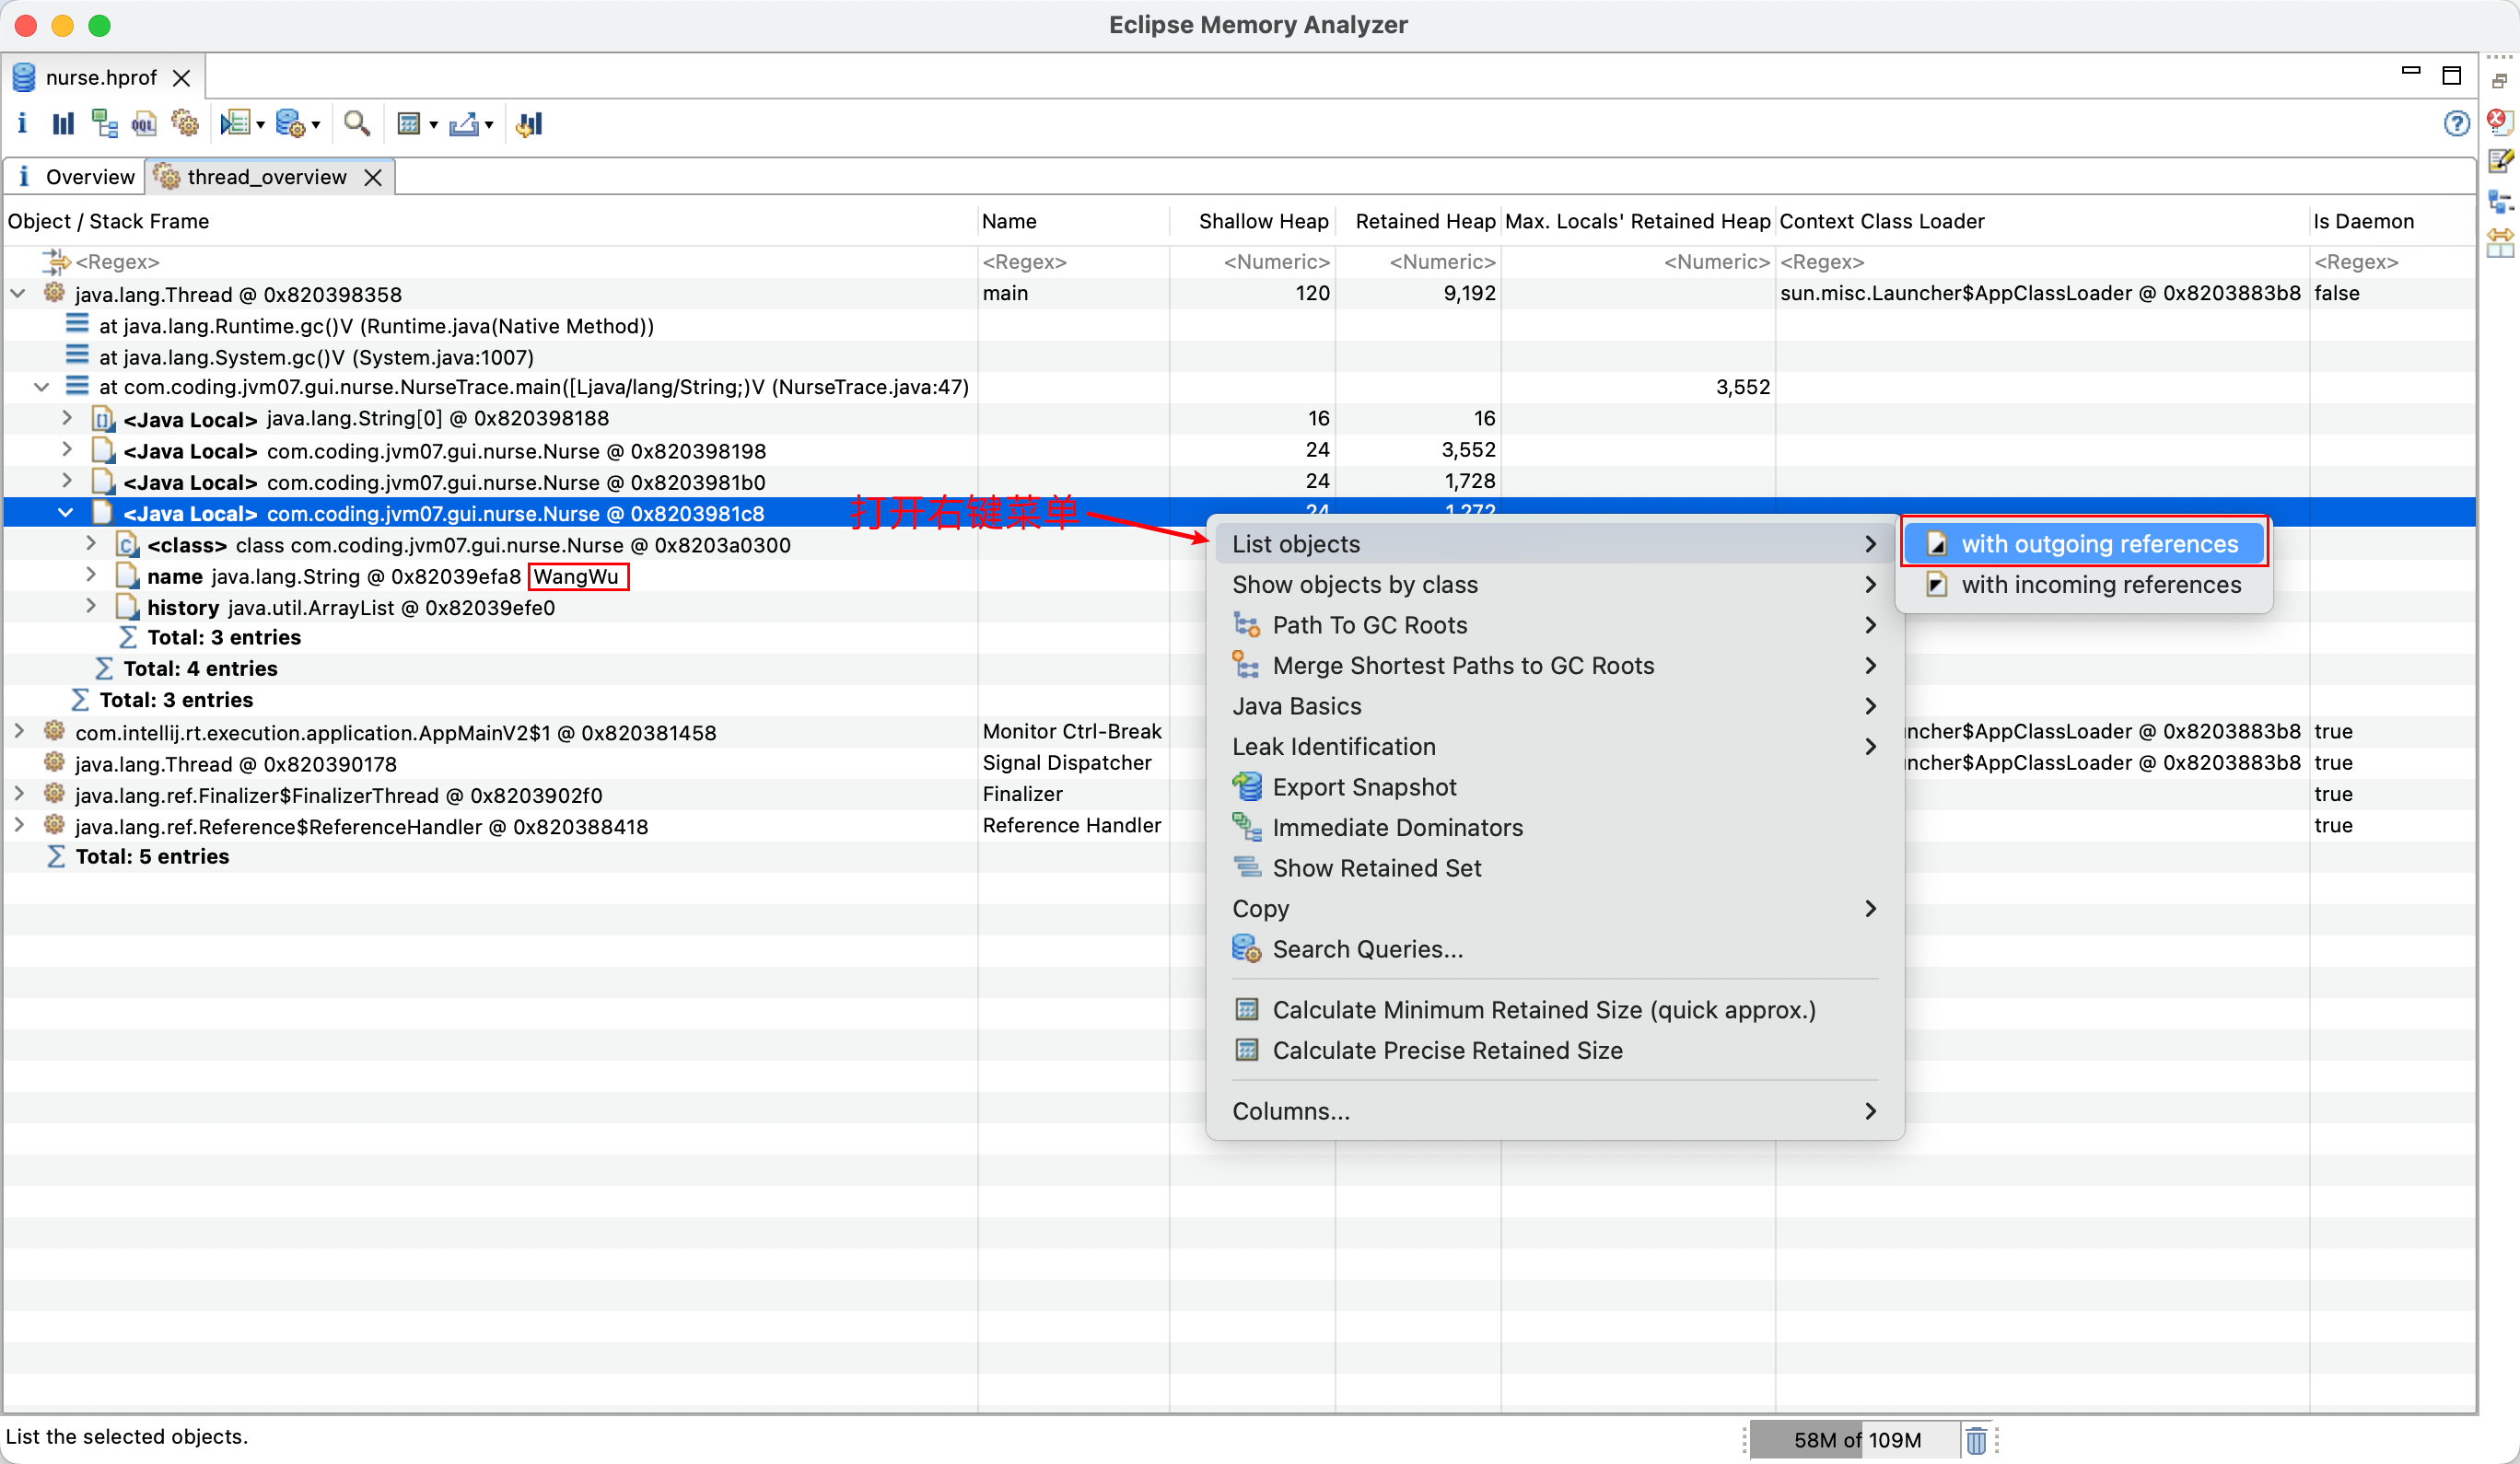 Eclipse Memory Analyzer
nurse.hprof
Overview
thread_overview
Object / Stack Frame Name Shallow Heap Retained Heap Max. Locals' Retained Heap Context Class Loader Is Daemon
<Regex> <Regex> <Numeric> <Numeric> <Numeric> <Regex> <Regex>
java.lang.Thread @ 0x820398358 main 120 9,192 sun.misc.Launcher$AppClassLoader @ 0x8203883b8 false
at java.lang.Runtime.gc()V (Runtime.java(Native Method))
at java.lang.System.gc()V (System.java:1007)
at com.coding.jvm07.gui.nurse.NurseTrace.main([Ljava/lang/String;)V (NurseTrace.java:47) 3,552
<Java Local> java.lang.String[0] @ 0x820398188 16 16
<Java Local> com.coding.jvm07.gui.nurse.Nurse @ 0x820398198 24 3,552
<Java Local> com.coding.jvm07.gui.nurse.Nurse @ 0x8203981b0 24 1,728
<Java Local> com.coding.jvm07.gui.nurse.Nurse @ 0x8203981c8 24 1,272
打开右键菜单
<class> class com.coding.jvm07.gui.nurse.Nurse @ 0x8203a0300
name java.lang.String @ 0x82039efa8 WangWu
history java.util.ArrayList @ 0x82039efe0
Total: 3 entries
Total: 4 entries
Total: 3 entries
com.intellij.rt.execution.application.AppMainV2$1 @ 0x820381458 Monitor Ctrl-Break ncher$AppClassLoader @ 0x8203883b8 true
java.lang.Thread @ 0x820390178 Signal Dispatcher ncher$AppClassLoader @ 0x8203883b8 true
java.lang.ref.Finalizer$FinalizerThread @ 0x8203902f0 Finalizer true
java.lang.ref.Reference$ReferenceHandler @ 0x820388418 Reference Handler true
Total: 5 entries
List objects
Show objects by class
Path To GC Roots
Merge Shortest Paths to GC Roots
Java Basics
Leak Identification
Export Snapshot
Immediate Dominators
Show Retained Set
Copy
Search Queries...
Calculate Minimum Retained Size (quick approx.)
Calculate Precise Retained Size
Columns...
with outgoing references
with incoming references
List the selected objects.
58M of 109M